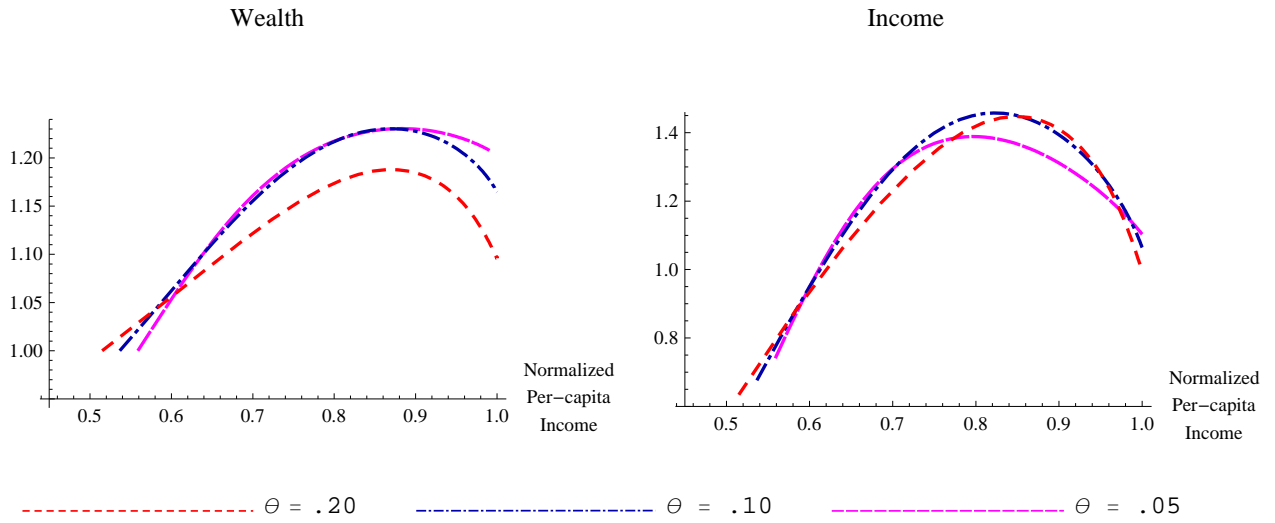 Wealth
Income
1.20
1.15
1.10
1.05
1.00
0.5 0.6 0.7 0.8 0.9 1.0
Normalized
Per-capita
Income
1.4
1.2
1.0
0.8
0.5 0.6 0.7 0.8 0.9 1.0
Normalized
Per-capita
Income
θ = .20 θ = .10 θ = .05